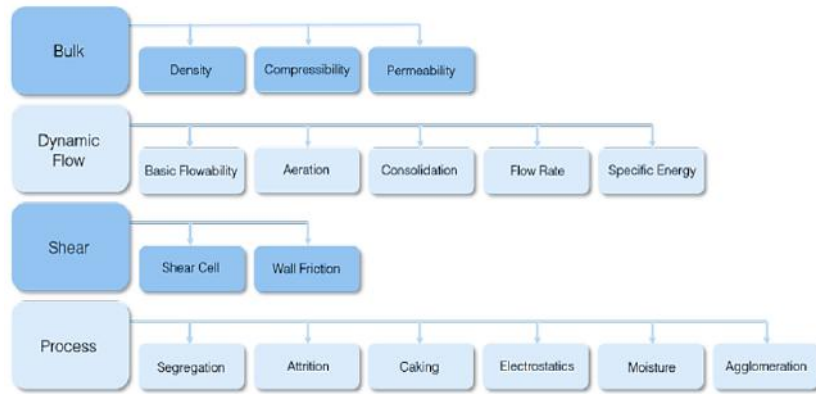 Bulk
Density
Compressibility
Permeability
Dynamic
Flow
Basic Flowability
Aeration
Consolidation
Flow Rate
Specific Energy
Shear
Shear Cell
Wall Friction
Process
Segregation
Attrition
Caking
Electrostatics
Moisture
Agglomeration